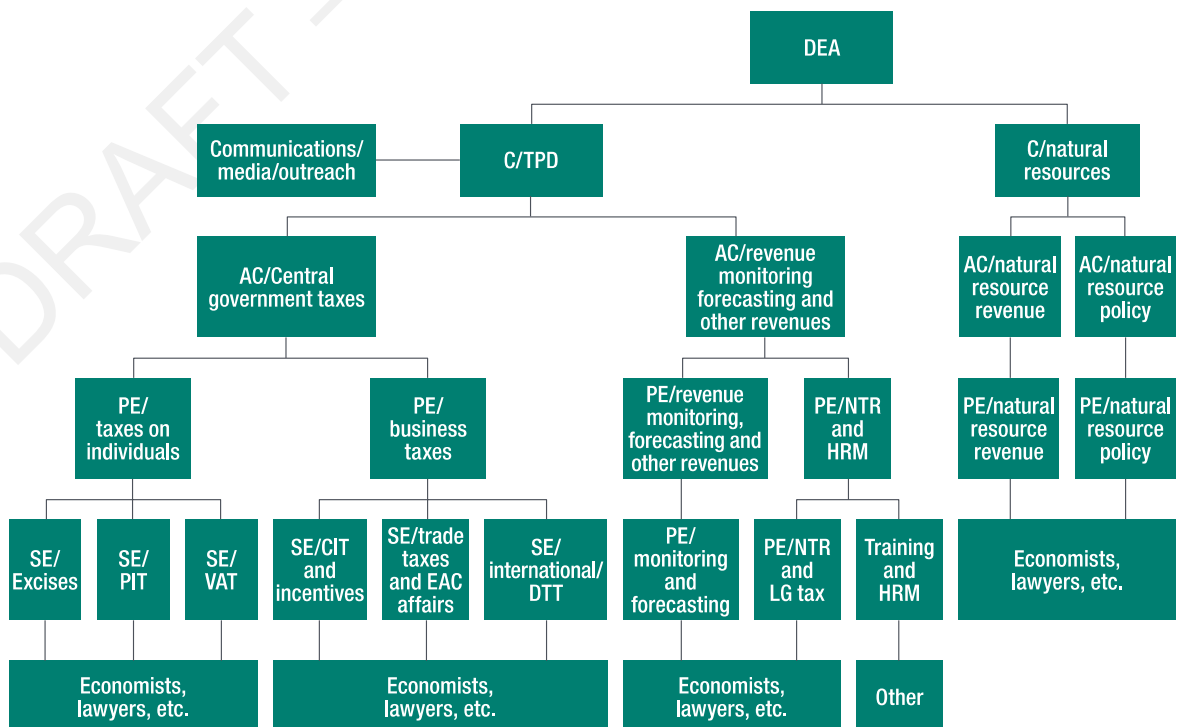 DRAFT –
DEA
Communications/
media/outreach
C/TPD
C/natural
resources
AC/Central
government taxes
AC/revenue
monitoring
forecasting and
other revenues
AC/natural
resource
revenue
AC/natural
resource
policy
PE/
taxes on
individuals
PE/
business
taxes
PE/revenue
monitoring,
forecasting and
other revenues
PE/NTR
and
HRM
PE/natural
resource
revenue
PE/natural
resource
policy
SE/
Excises
SE/
PIT
SE/
VAT
SE/CIT
and
incentives
SE/trade
taxes
and EAC
affairs
SE/
international/
DTT
PE/
monitoring
and
forecasting
PE/NTR
and
LG tax
Training
and
HRM
Economists,
lawyers, etc.
Economists,
lawyers, etc.
Economists,
lawyers, etc.
Economists,
lawyers, etc.
Other